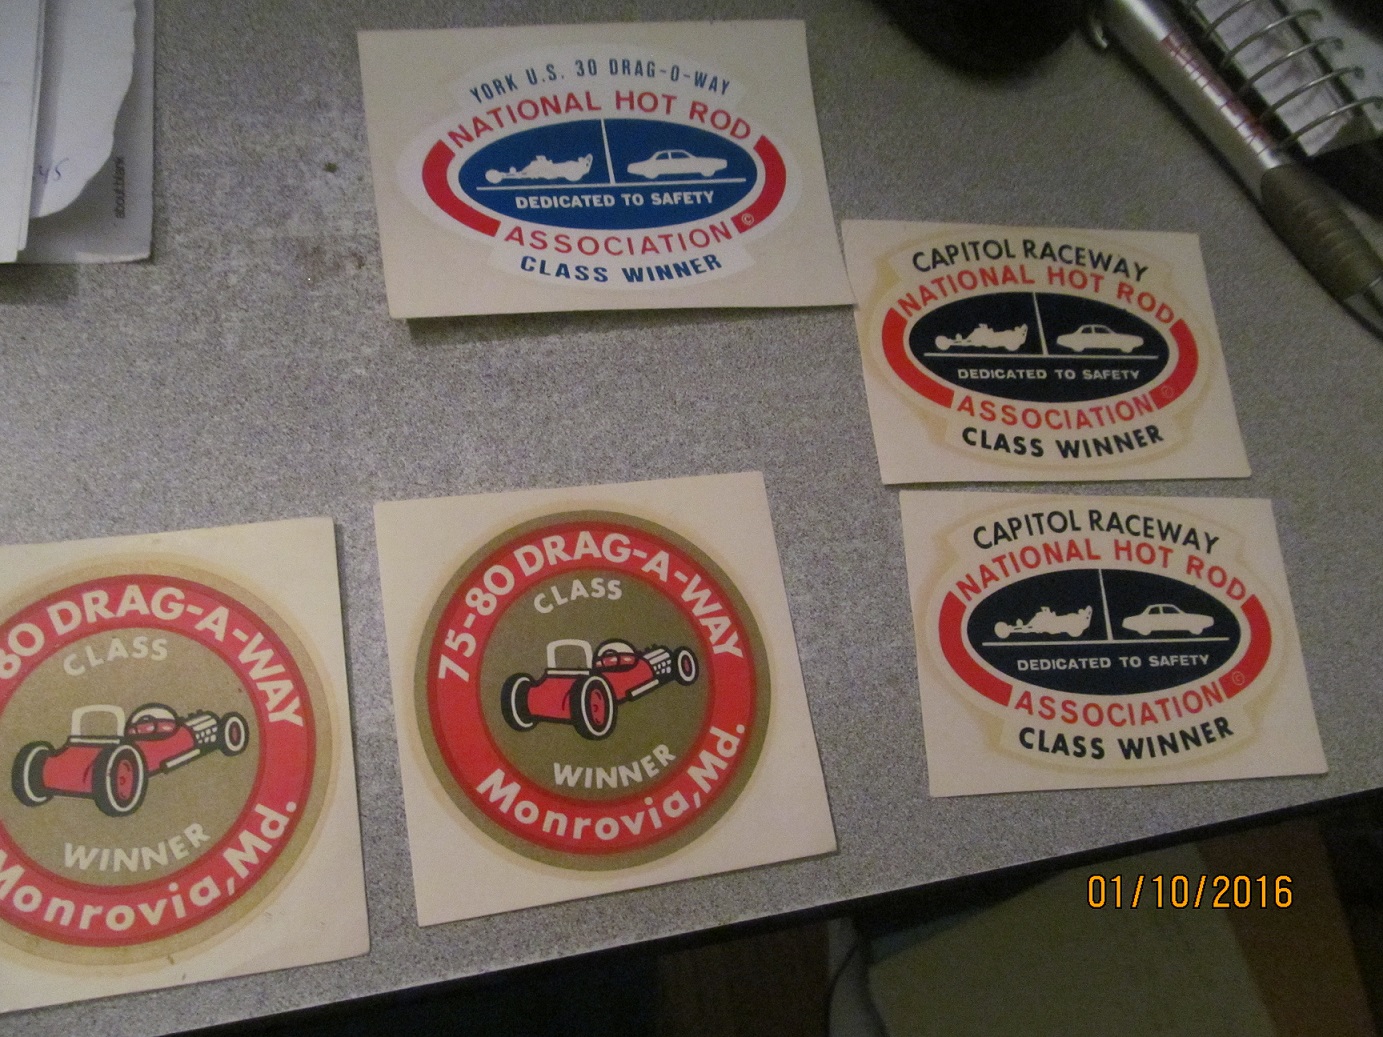 YORK U.S. 30 DRAG-O-WAY
NATIONAL HOT ROD
DEDICATED TO SAFETY
ASSOCIATION ©
CLASS WINNER
CAPITOL RACEWAY
NATIONAL HOT ROD
DEDICATED TO SAFETY
ASSOCIATION ©
CLASS WINNER
CAPITOL RACEWAY
NATIONAL HOT ROD
DEDICATED TO SAFETY
ASSOCIATION ©
CLASS WINNER
80 DRAG-A-WAY
CLASS
WINNER
Monrovia, Md.
75-80 DRAG-A-WAY
CLASS
WINNER
Monrovia, Md.
01/10/2016